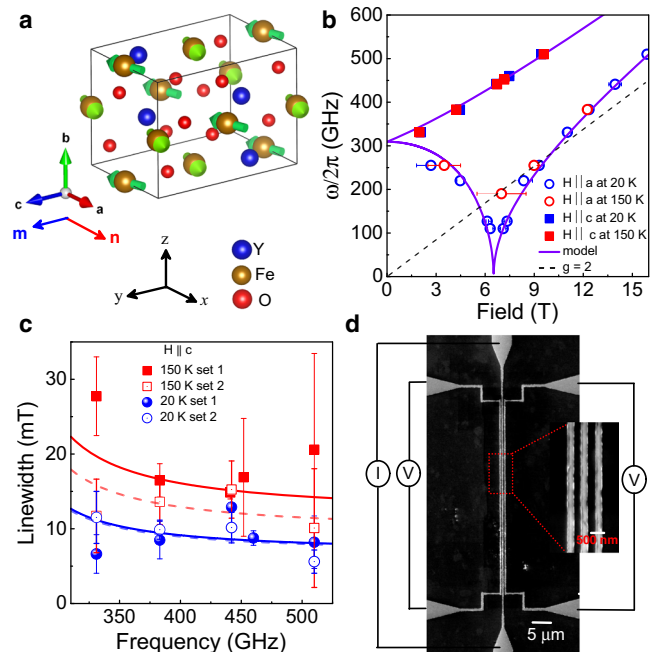 a
b
c
a
m
n
z
y
x
Y
Fe
O
b
ω/2π (GHz)
600
500
400
300
200
100
0
0
3
6
9
12
15
Field (T)
H||a at 20 K
H||a at 150 K
H|| c at 20 K
H|| c at 150 K
model
g = 2
c
Linewidth (mT)
30
20
10
0
350
400
450
500
Frequency (GHz)
H || c
150 K set 1
150 K set 2
20 K set 1
20 K set 2
d
I
V
V
500 nm
5 μm